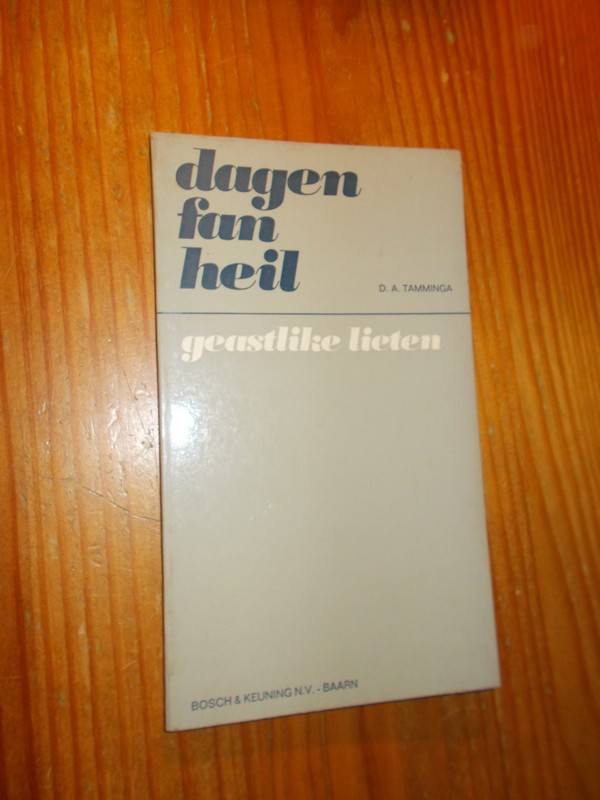 dagen
fan
heil
D. A. TAMMINGA
geastlike lieten
BOSCH & KEUNING N.V. - BAARN